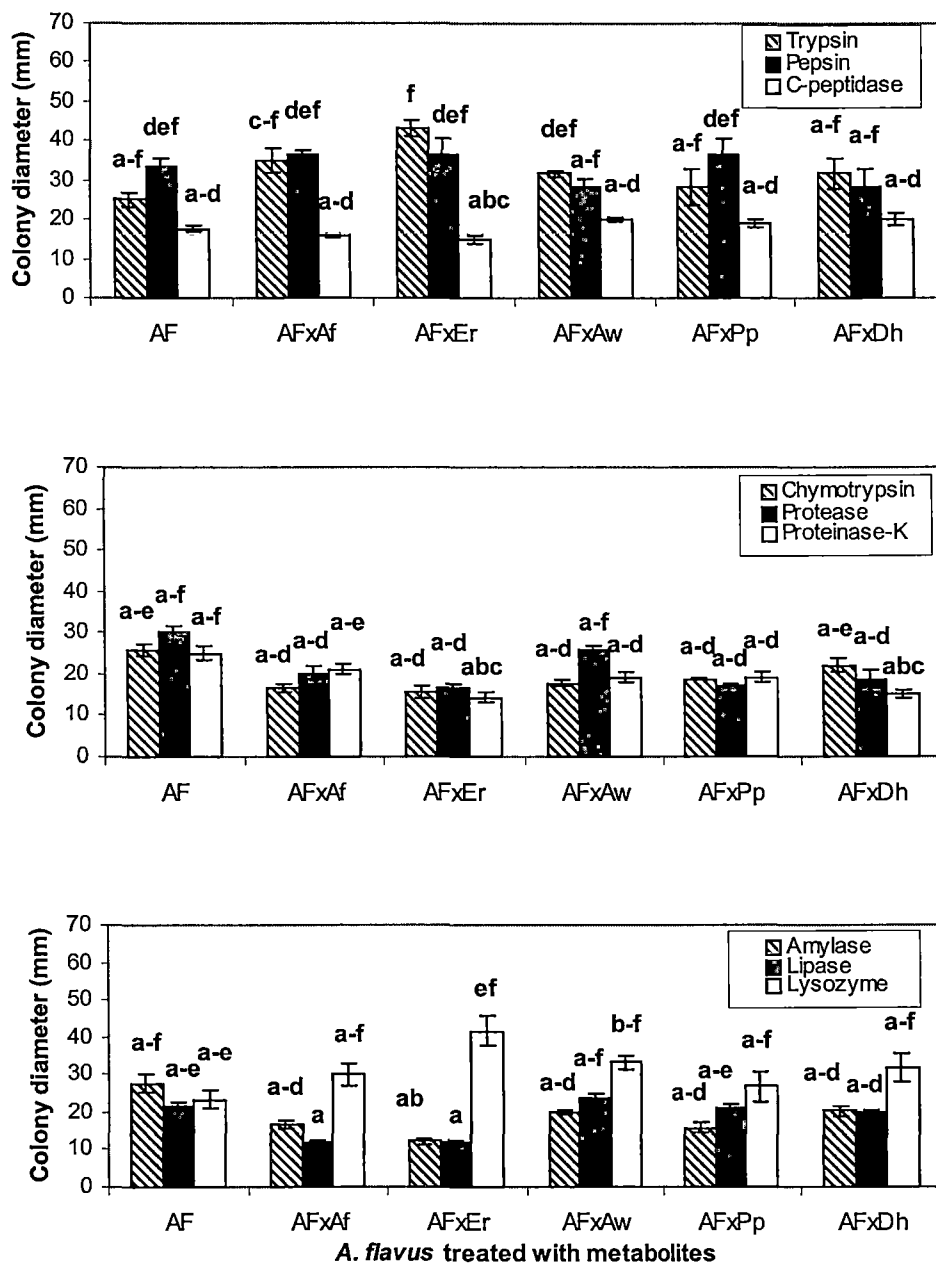 Colony diameter (mm)
70
60
50
40
30
20
10
0
Trypsin
Pepsin
C-peptidase
a-f def a-d
c-f def a-d
f def abc
def a-f a-d
a-f def a-d
a-f a-f a-d
AF AFxAf AFxEr AFxAw AFxPp AFxDh
Colony diameter (mm)
70
60
50
40
30
20
10
0
Chymotrypsin
Protease
Proteinase-K
a-e a-f a-f
a-d a-d a-e
a-d a-d abc
a-d a-f a-d
a-d a-d a-d
a-e a-d abc
AF AFxAf AFxEr AFxAw AFxPp AFxDh
Colony diameter (mm)
70
60
50
40
30
20
10
0
Amylase
Lipase
Lysozyme
a-f a-e a-e
a-d a a-f
ab a ef
a-d a-f b-f
a-d a-e a-f
a-d a-d a-f
AF AFxAf AFxEr AFxAw AFxPp AFxDh
A. flavus treated with metabolites